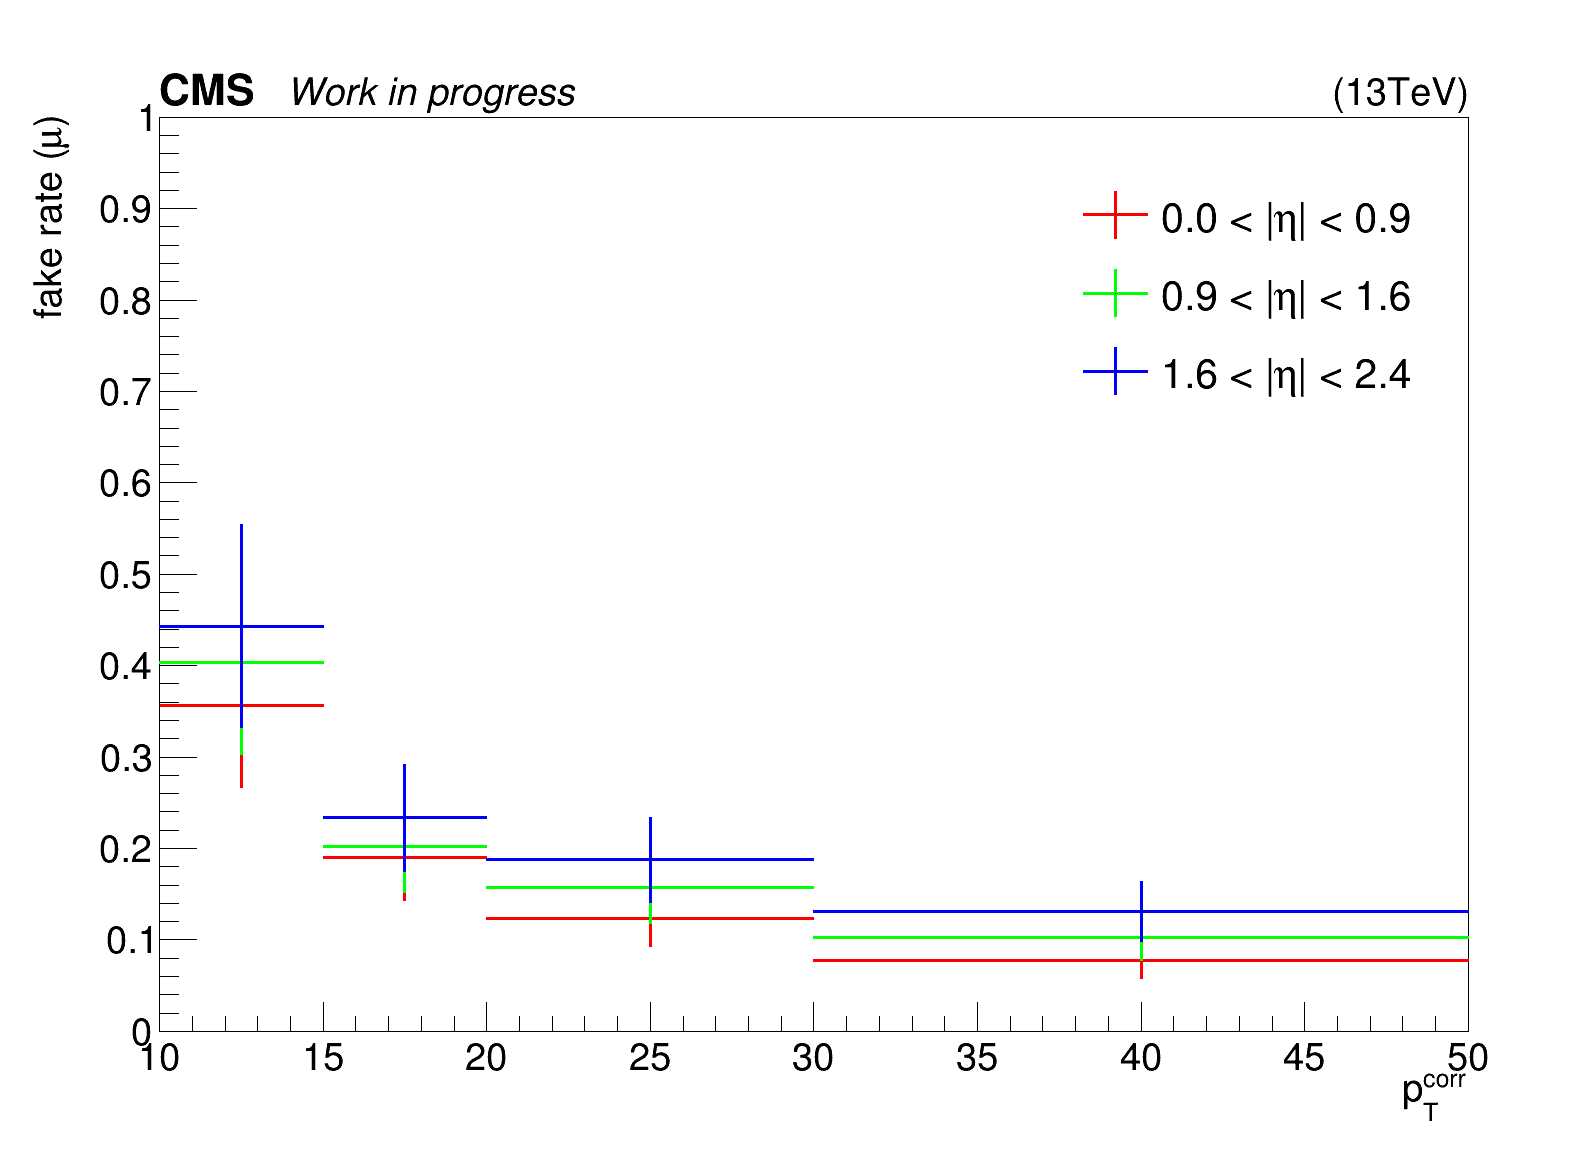 CMS Work in progress (13TeV)
fake rate (μ)
1
0.9
0.8
0.7
0.6
0.5
0.4
0.3
0.2
0.1
0
0.0 < |η| < 0.9
0.9 < |η| < 1.6
1.6 < |η| < 2.4
10 15 20 25 30 35 40 45 50
p_T^corr